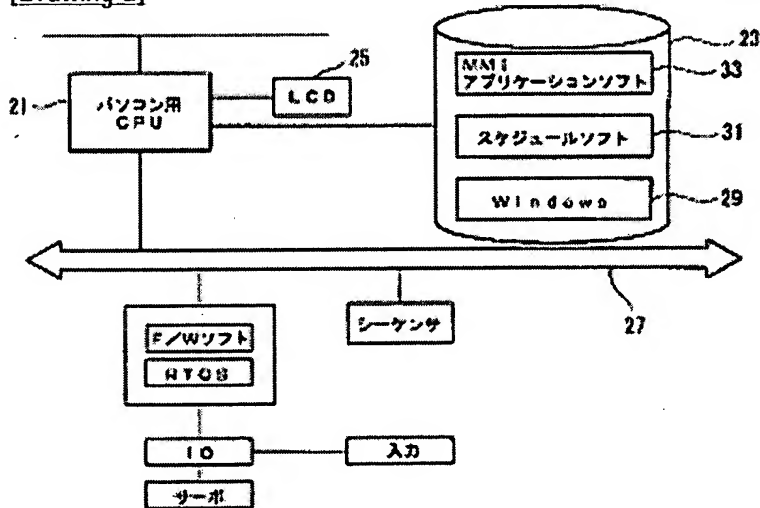 [Drawing 2]
23
25
MMI
アプリケーションソフト
33
21
パソコン用
CPU
LCD
スケジュールソフト
31
Windows
29
27
シーケンサ
F/Wソフト
RTOS
IO
入力
サーボ